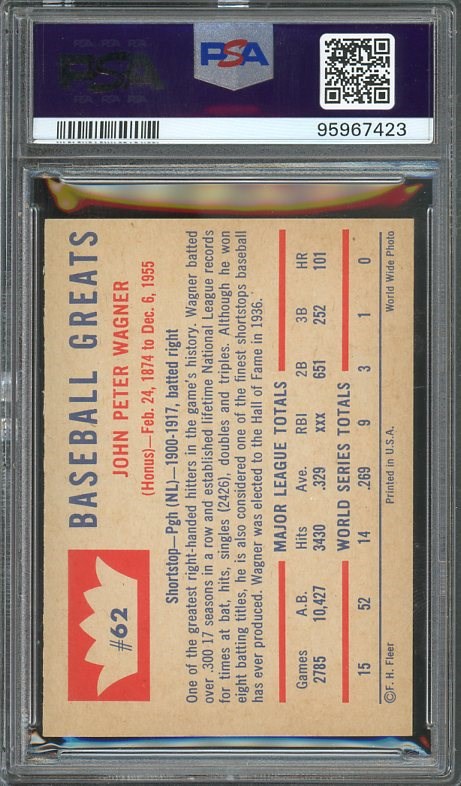 PSA
PSA
95967423
#62
BASEBALL GREATS
JOHN PETER WAGNER
(Honus)—Feb. 24, 1874 to Dec. 6, 1955
Shortstop—Pgh (NL)—1900-1917, batted right
One of the greatest right-handed hitters in the game's history. Wagner batted
over .300 17 seasons in a row and established lifetime National League records
for times at bat, hits, singles (2426), doubles and triples. Although he won
eight batting titles, he is also considered one of the finest shortstops baseball
has ever produced. Wagner was elected to the Hall of Fame in 1936.
MAJOR LEAGUE TOTALS
Games A.B. Hits Ave. RBI 2B 3B HR
2785 10,427 3430 .329 xxx 651 252 101
WORLD SERIES TOTALS
15 52 14 .269 9 3 1 0
©F. H. Fleer Printed in U.S.A. World Wide Photo